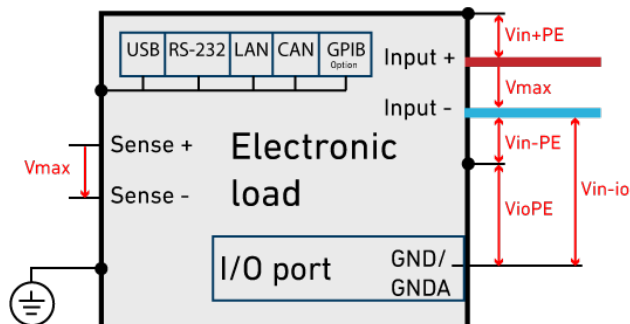 USB RS-232 LAN CAN GPIB
Option
Vin+PE
Input +
Vmax
Input -
Sense +
Electronic
load
Vin-PE
Vmax
Sense -
Vin-io
VioPE
I/O port
GND/
GNDA